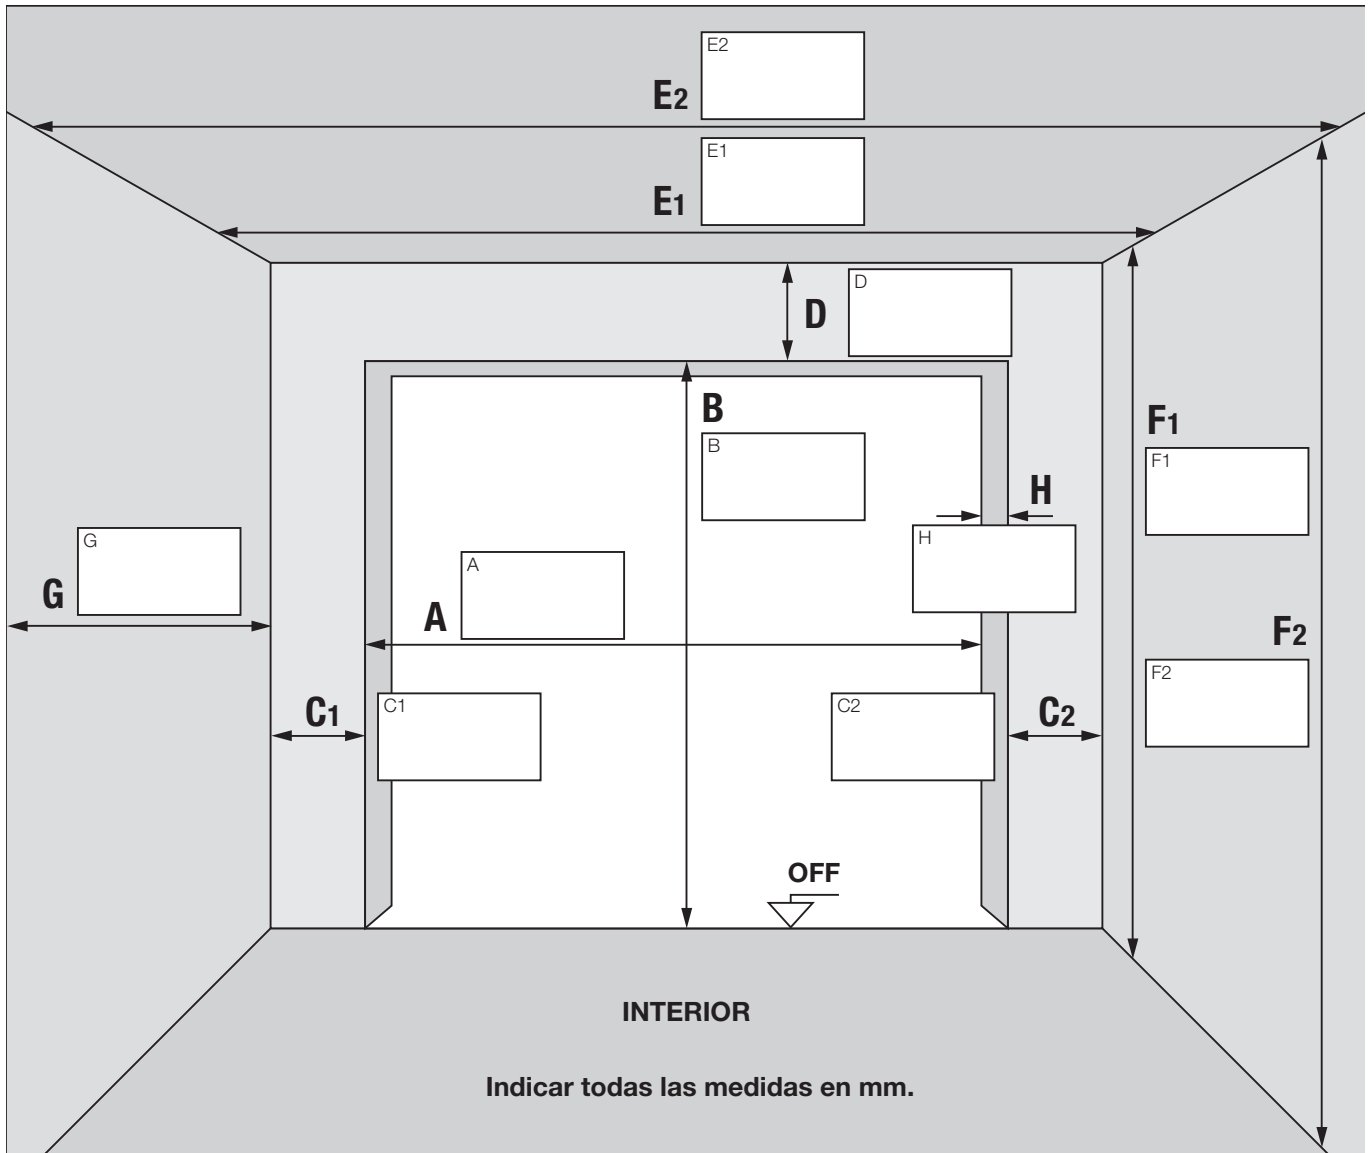 E2
E2
E1
E1
D
D
B
B
F1
F1
H
H
G
G
A
A
F2
F2
C1
C1
C2
C2
OFF
INTERIOR
Indicar todas las medidas en mm.